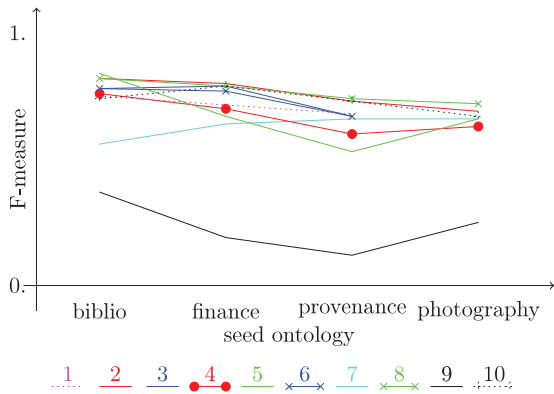 1.
F-measure
0.
biblio finance provenance photography
seed ontology
1 2 3 4 5 6 7 8 9 10